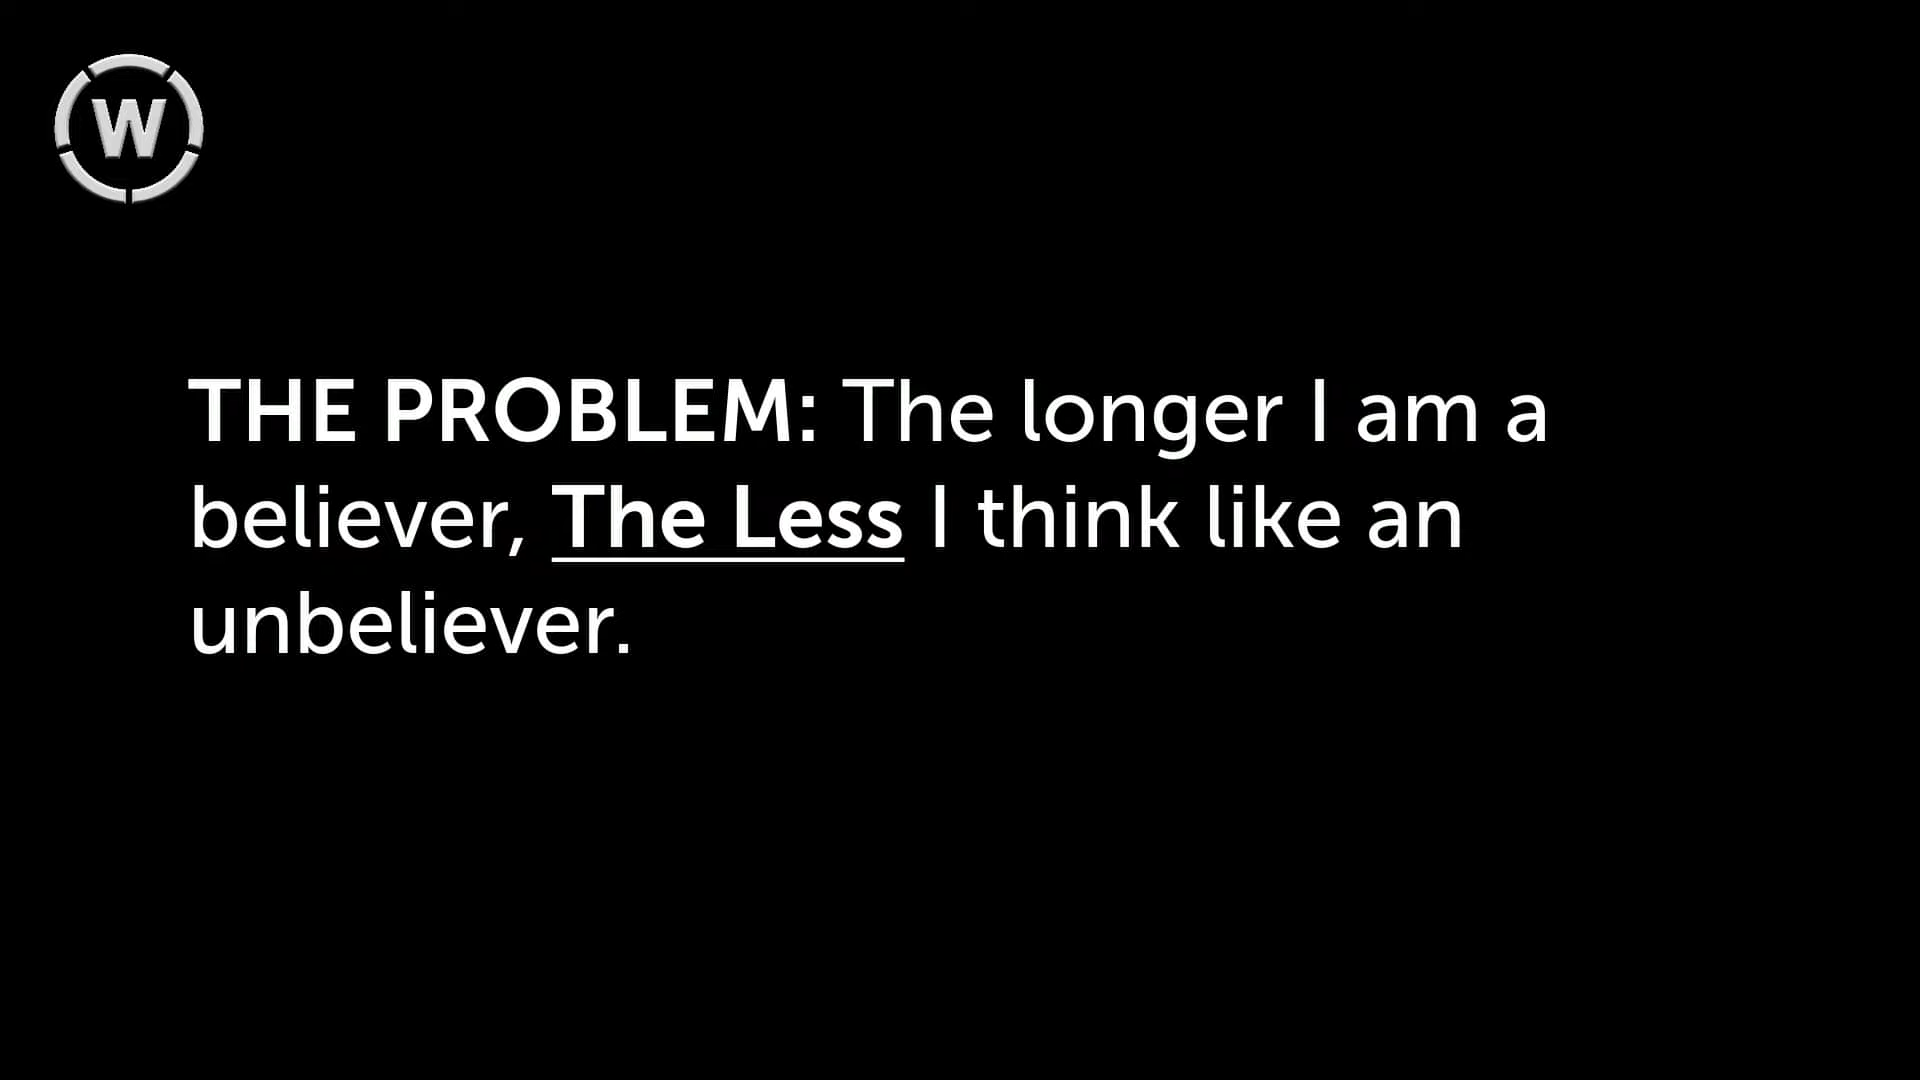 W
THE PROBLEM: The longer I am a
believer, The Less I think like an
unbeliever.